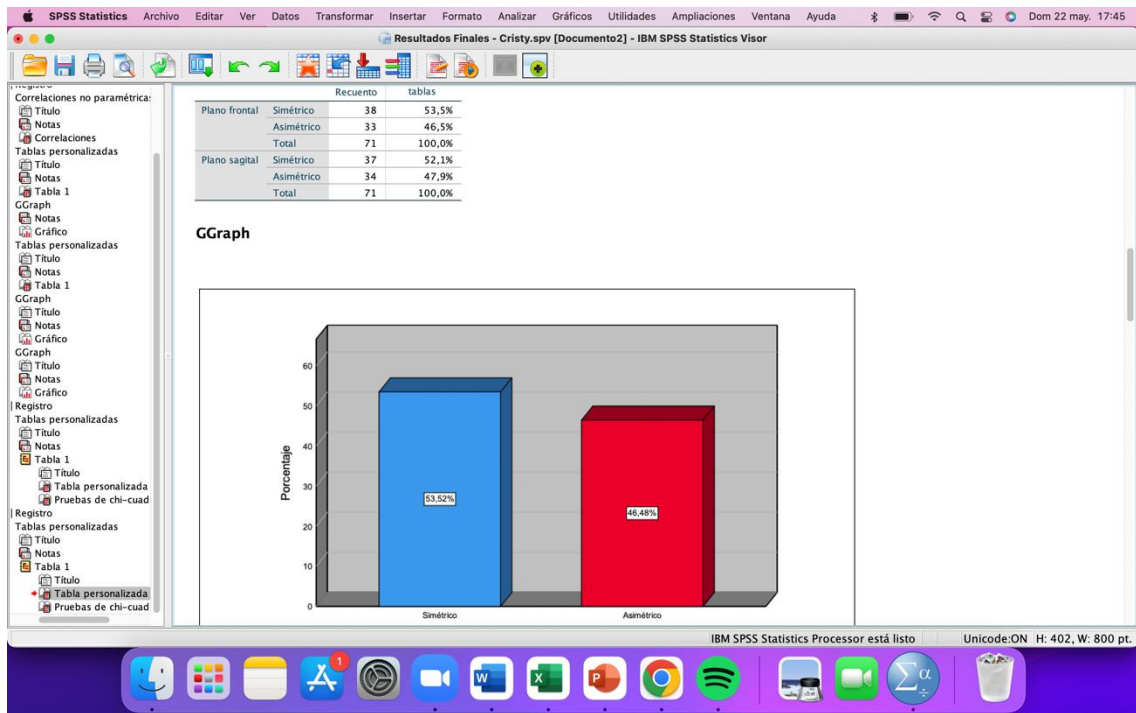 SPSS Statistics Archivo Editar Ver Datos Transformar Insertar Formato Analizar Gráficos Utilidades Ampliaciones Ventana Ayuda Dom 22 may. 17:45
Resultados Finales - Cristy.spv [Documento2] - IBM SPSS Statistics Visor
Correlaciones no paramétrica:
Título
Notas
Correlaciones
Tablas personalizadas
Título
Notas
Tabla 1
GGraph
Notas
Gráfico
Tablas personalizadas
Título
Notas
Tabla 1
GGraph
Título
Notas
Gráfico
GGraph
Título
Notas
Gráfico
Registro
Tablas personalizadas
Título
Notas
Tabla 1
Título
Tabla personalizada
Pruebas de chi-cuad
Registro
Tablas personalizadas
Título
Notas
Tabla 1
Título
Tabla personalizada
Pruebas de chi-cuad
Recuento tablas
Plano frontal Simétrico 38 53,5%
Asimétrico 33 46,5%
Total 71 100,0%
Plano sagital Simétrico 37 52,1%
Asimétrico 34 47,9%
Total 71 100,0%
GGraph
Porcentaje
60
50
40
30
20
10
0
53,52%
46,48%
Simétrico Asimétrico
IBM SPSS Statistics Processor está listo Unicode:ON H: 402, W: 800 pt.
1
W X P Σα÷